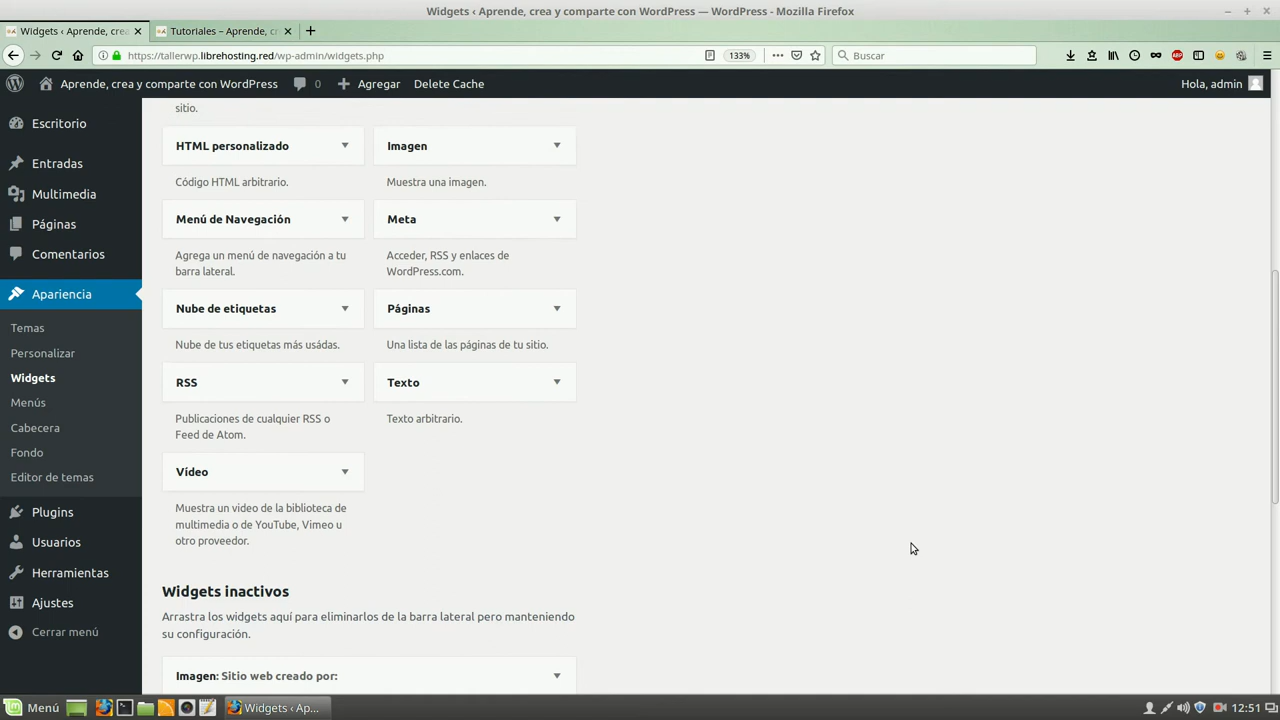 Widgets ‹ Aprende, crea y comparte con WordPress — WordPress - Mozilla Firefox
Widgets ‹ Aprende, cre
Tutoriales – Aprende, c
https://tallerwp.librehosting.red/wp-admin/widgets.php
133%
Buscar
Aprende, crea y comparte con WordPress
0
Agregar
Delete Cache
Hola, admin
Escritorio
Entradas
Multimedia
Páginas
Comentarios
Apariencia
Temas
Personalizar
Widgets
Menús
Cabecera
Fondo
Editor de temas
Plugins
Usuarios
Herramientas
Ajustes
Cerrar menú
sitio.
HTML personalizado
Código HTML arbitrario.
Imagen
Muestra una imagen.
Menú de Navegación
Agrega un menú de navegación a tu
barra lateral.
Meta
Acceder, RSS y enlaces de
WordPress.com.
Nube de etiquetas
Nube de tus etiquetas más usádas.
Páginas
Una lista de las páginas de tu sitio.
RSS
Publicaciones de cualquier RSS o
Feed de Atom.
Texto
Texto arbitrario.
Vídeo
Muestra un video de la biblioteca de
multimedia o de YouTube, Vimeo u
otro proveedor.
Widgets inactivos
Arrastra los widgets aquí para eliminarlos de la barra lateral pero manteniendo
su configuración.
Imagen: Sitio web creado por:
Menú
Widgets ‹ Ap...
12:51